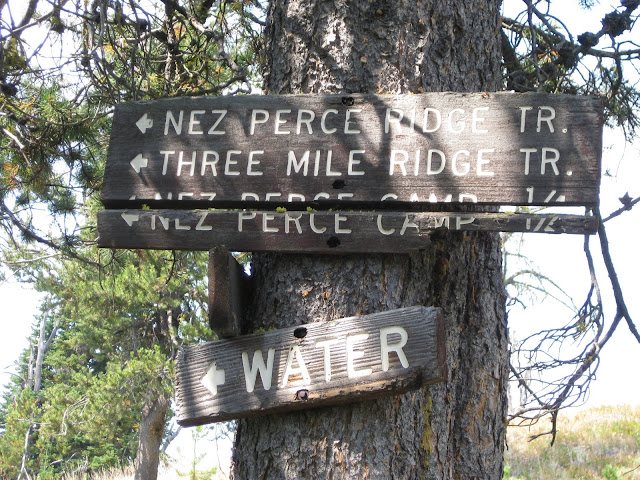 ← NEZ PERCE RIDGE TR.
← THREE MILE RIDGE TR.
← NEZ PERCE CAMP ½
← WATER